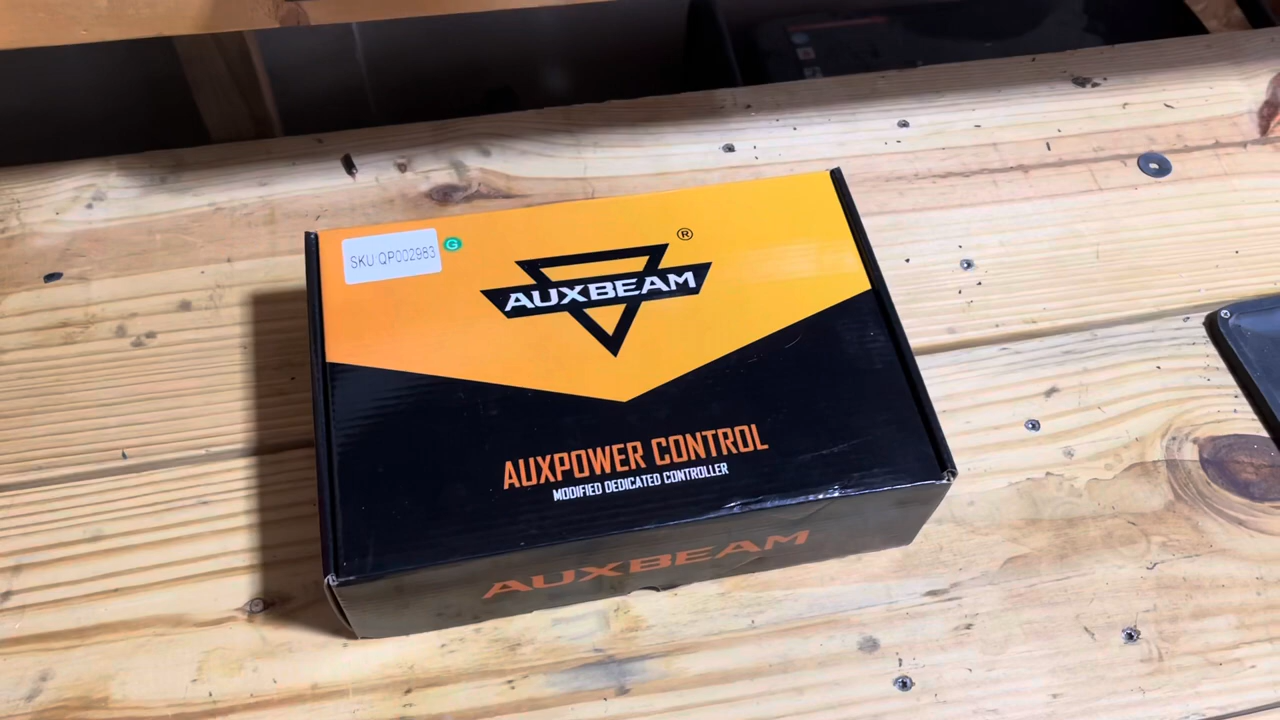 SKU:QP002983
G
®
AUXBEAM
AUXPOWER CONTROL
MODIFIED DEDICATED CONTROLLER
AUXBEAM